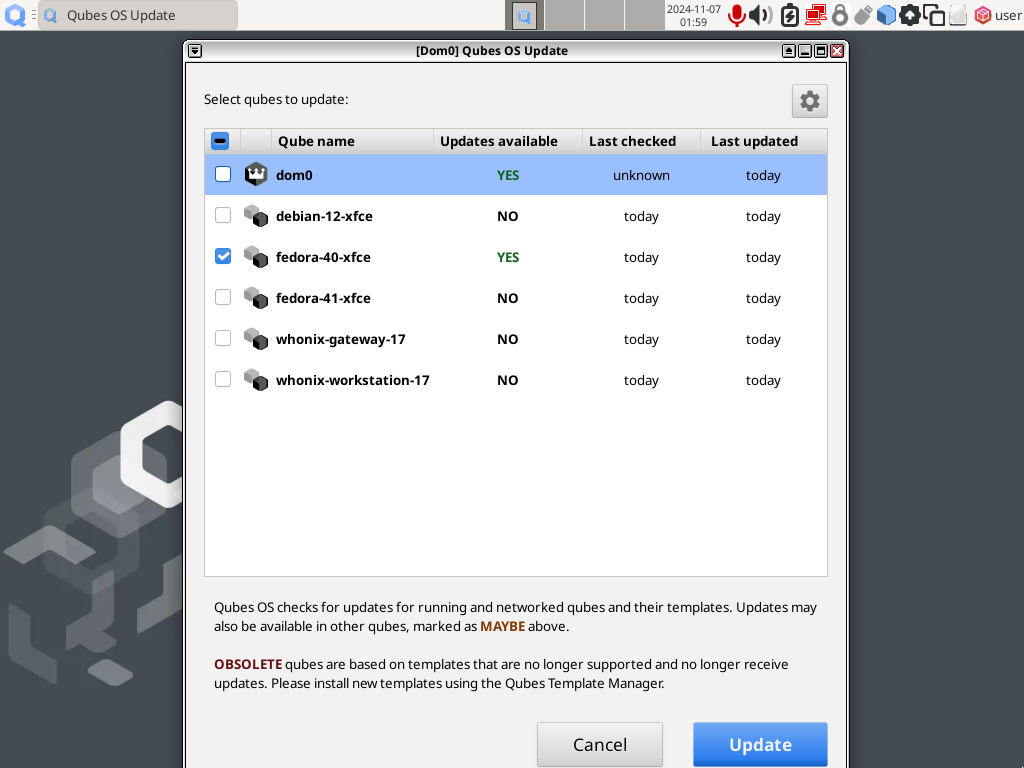 Qubes OS Update
2024-11-07
01:59
user
[Dom0] Qubes OS Update
Select qubes to update:
Qube name Updates available Last checked Last updated
dom0 YES unknown today
debian-12-xfce NO today today
fedora-40-xfce YES today today
fedora-41-xfce NO today today
whonix-gateway-17 NO today today
whonix-workstation-17 NO today today
Qubes OS checks for updates for running and networked qubes and their templates. Updates may
also be available in other qubes, marked as MAYBE above.
OBSOLETE qubes are based on templates that are no longer supported and no longer receive
updates. Please install new templates using the Qubes Template Manager.
Cancel Update